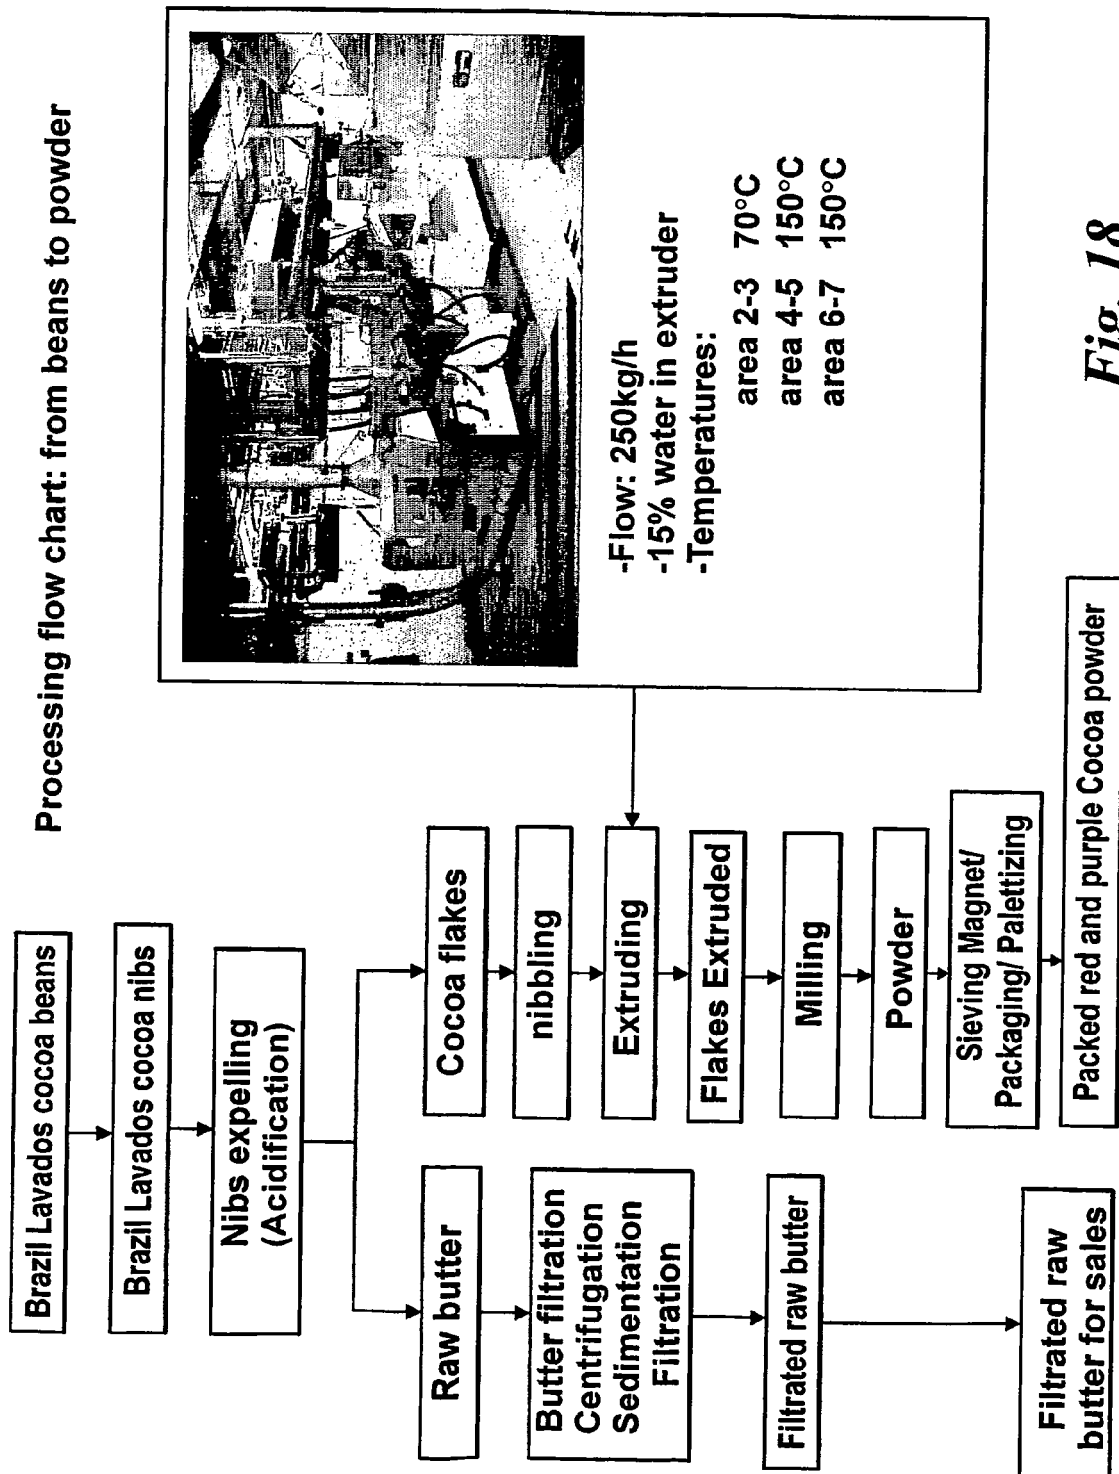 Processing flow chart: from beans to powder
Brazil Lavados cocoa beans
Brazil Lavados cocoa nibs
Nibs expelling
(Acidification)
Raw butter
Butter filtration
Centrifugation
Sedimentation
Filtration
Filtrated raw butter
Filtrated raw
butter for sales
Cocoa flakes
nibbling
Extruding
Flakes Extruded
Milling
Powder
Sieving Magnet/
Packaging/ Palettizing
Packed red and purple Cocoa powder
-Flow: 250kg/h
-15% water in extruder
-Temperatures:
area 2-3 70°C
area 4-5 150°C
area 6-7 150°C
Fig. 18